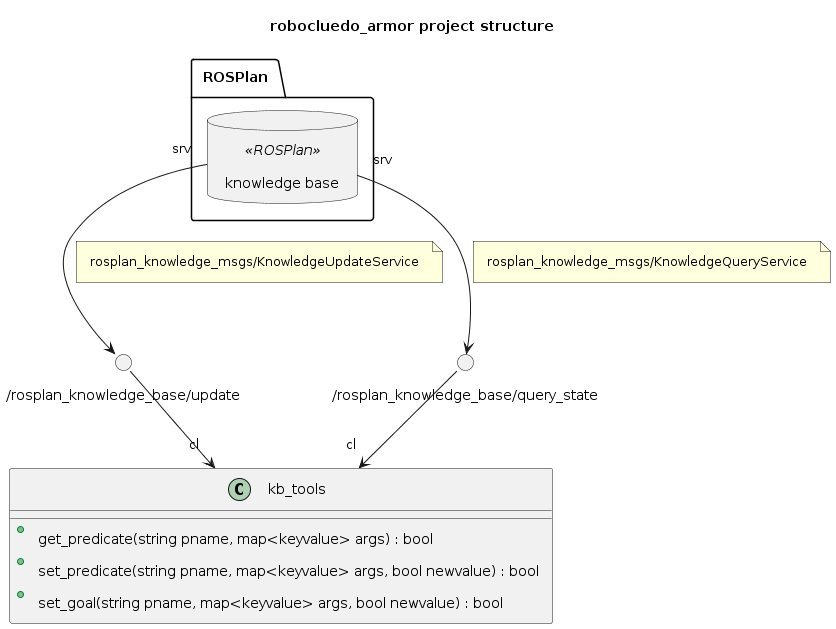 robocluedo_armor project structure
ROSPlan
«ROSPlan»
knowledge base
srv
srv
rosplan_knowledge_msgs/KnowledgeUpdateService
rosplan_knowledge_msgs/KnowledgeQueryService
/rosplan_knowledge_base/update
/rosplan_knowledge_base/query_state
cl
cl
C
kb_tools
get_predicate(string pname, map<keyvalue> args) : bool
set_predicate(string pname, map<keyvalue> args, bool newvalue) : bool
set_goal(string pname, map<keyvalue> args, bool newvalue) : bool